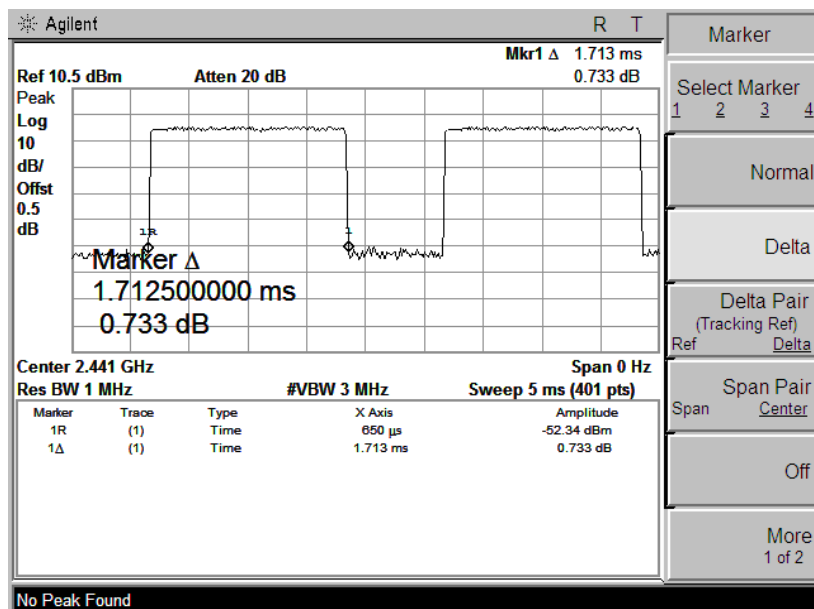 Agilent R T
Mkr1 Δ 1.713 ms
Ref 10.5 dBm Atten 20 dB 0.733 dB
Peak
Log
10
dB/
Offst
0.5
dB
1R 1
Marker Δ
1.712500000 ms
0.733 dB
Center 2.441 GHz Span 0 Hz
Res BW 1 MHz #VBW 3 MHz Sweep 5 ms (401 pts)
Marker Trace Type X Axis Amplitude
1R (1) Time 650 μs -52.34 dBm
1Δ (1) Time 1.713 ms 0.733 dB
No Peak Found
Marker
Select Marker
1 2 3 4
Normal
Delta
Delta Pair
(Tracking Ref)
Ref Delta
Span Pair
Span Center
Off
More
1 of 2